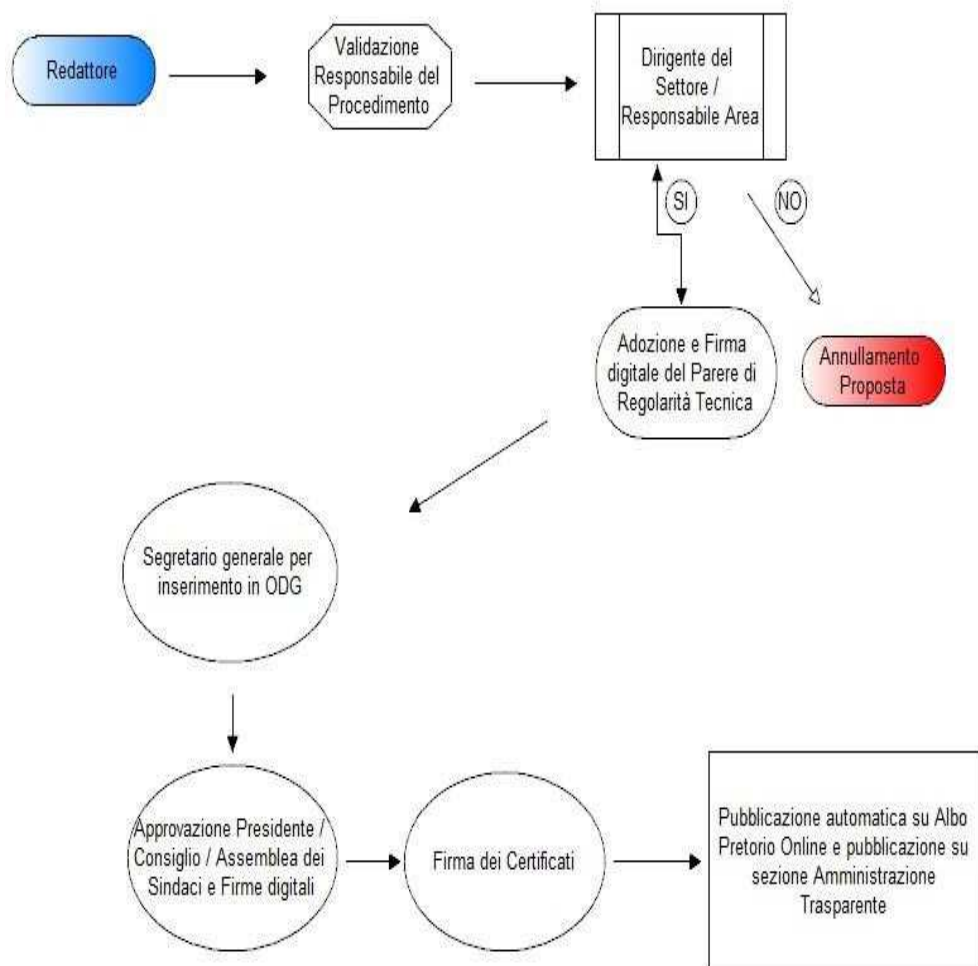 Redattore
Validazione
Responsabile del
Procedimento
Dirigente del
Settore /
Responsabile Area
SI
NO
Adozione e Firma
digitale del Parere di
Regolarità Tecnica
Annullamento
Proposta
Segretario generale per
inserimento in ODG
Approvazione Presidente /
Consiglio / Assemblea dei
Sindaci e Firme digitali
Firma dei Certificati
Pubblicazione automatica su Albo
Pretorio Online e pubblicazione su
sezione Amministrazione
Trasparente